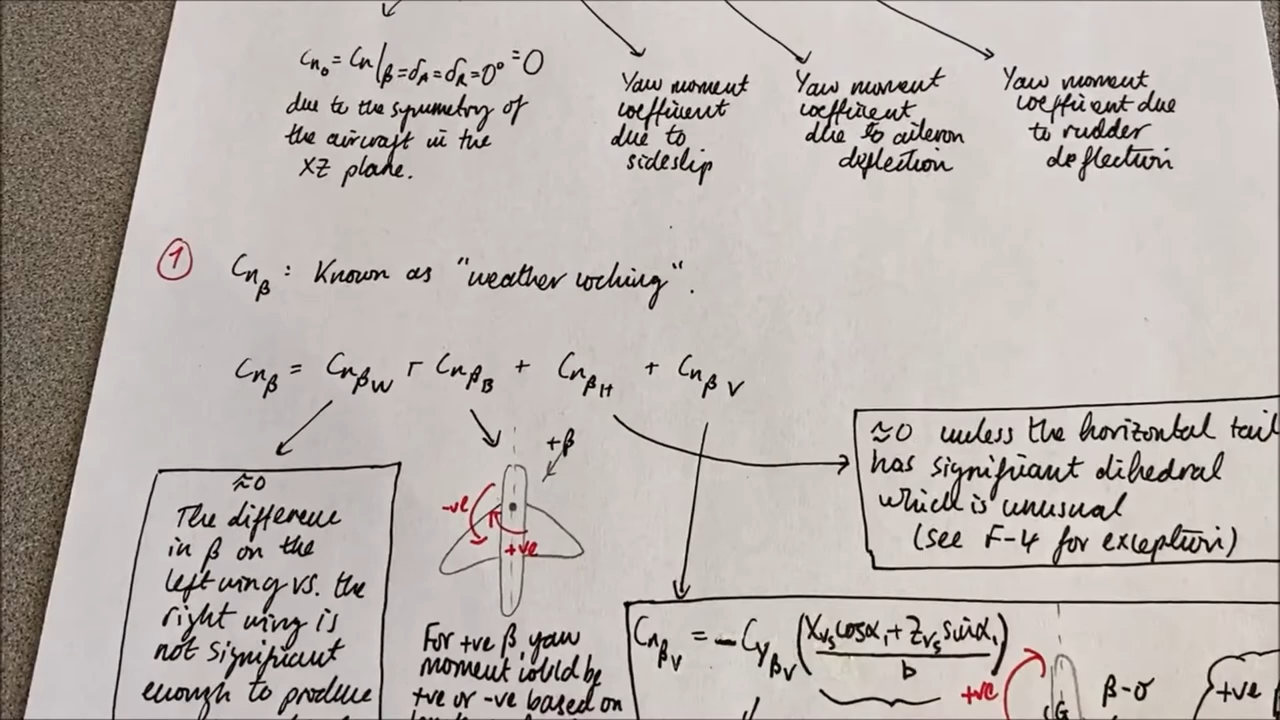 Cn₀ = Cn|β=δA=δR=0° = 0
due to the symmetry of
the aircraft in the
XZ plane.
Yaw moment
coefficient
due to
sideslip
Yaw moment
coefficient
due to aileron
deflection
Yaw moment
coefficient due
to rudder
deflection
① Cnβ : Known as "weather cocking".
Cnβ = CnβW + CnβB + CnβH + CnβV
≈0
The difference
in β on the
left wing vs. the
right wing is
not significant
enough to produce
+β
-ve
+ve
For +ve β, yaw
moment could be
+ve or -ve based on
≈0 unless the horizontal tail
has significant dihedral
which is unusual
(see F-4 for exception)
CnβV = -CyβV (XVs cosα₁ + ZVs sinα₁ / b)
+ve
β-σ
+ve